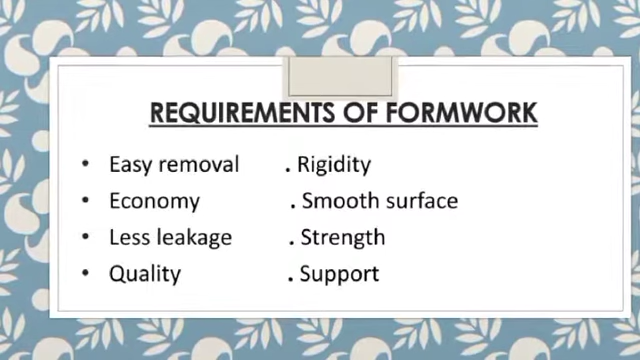 REQUIREMENTS OF FORMWORK
• Easy removal . Rigidity
• Economy . Smooth surface
• Less leakage . Strength
• Quality . Support